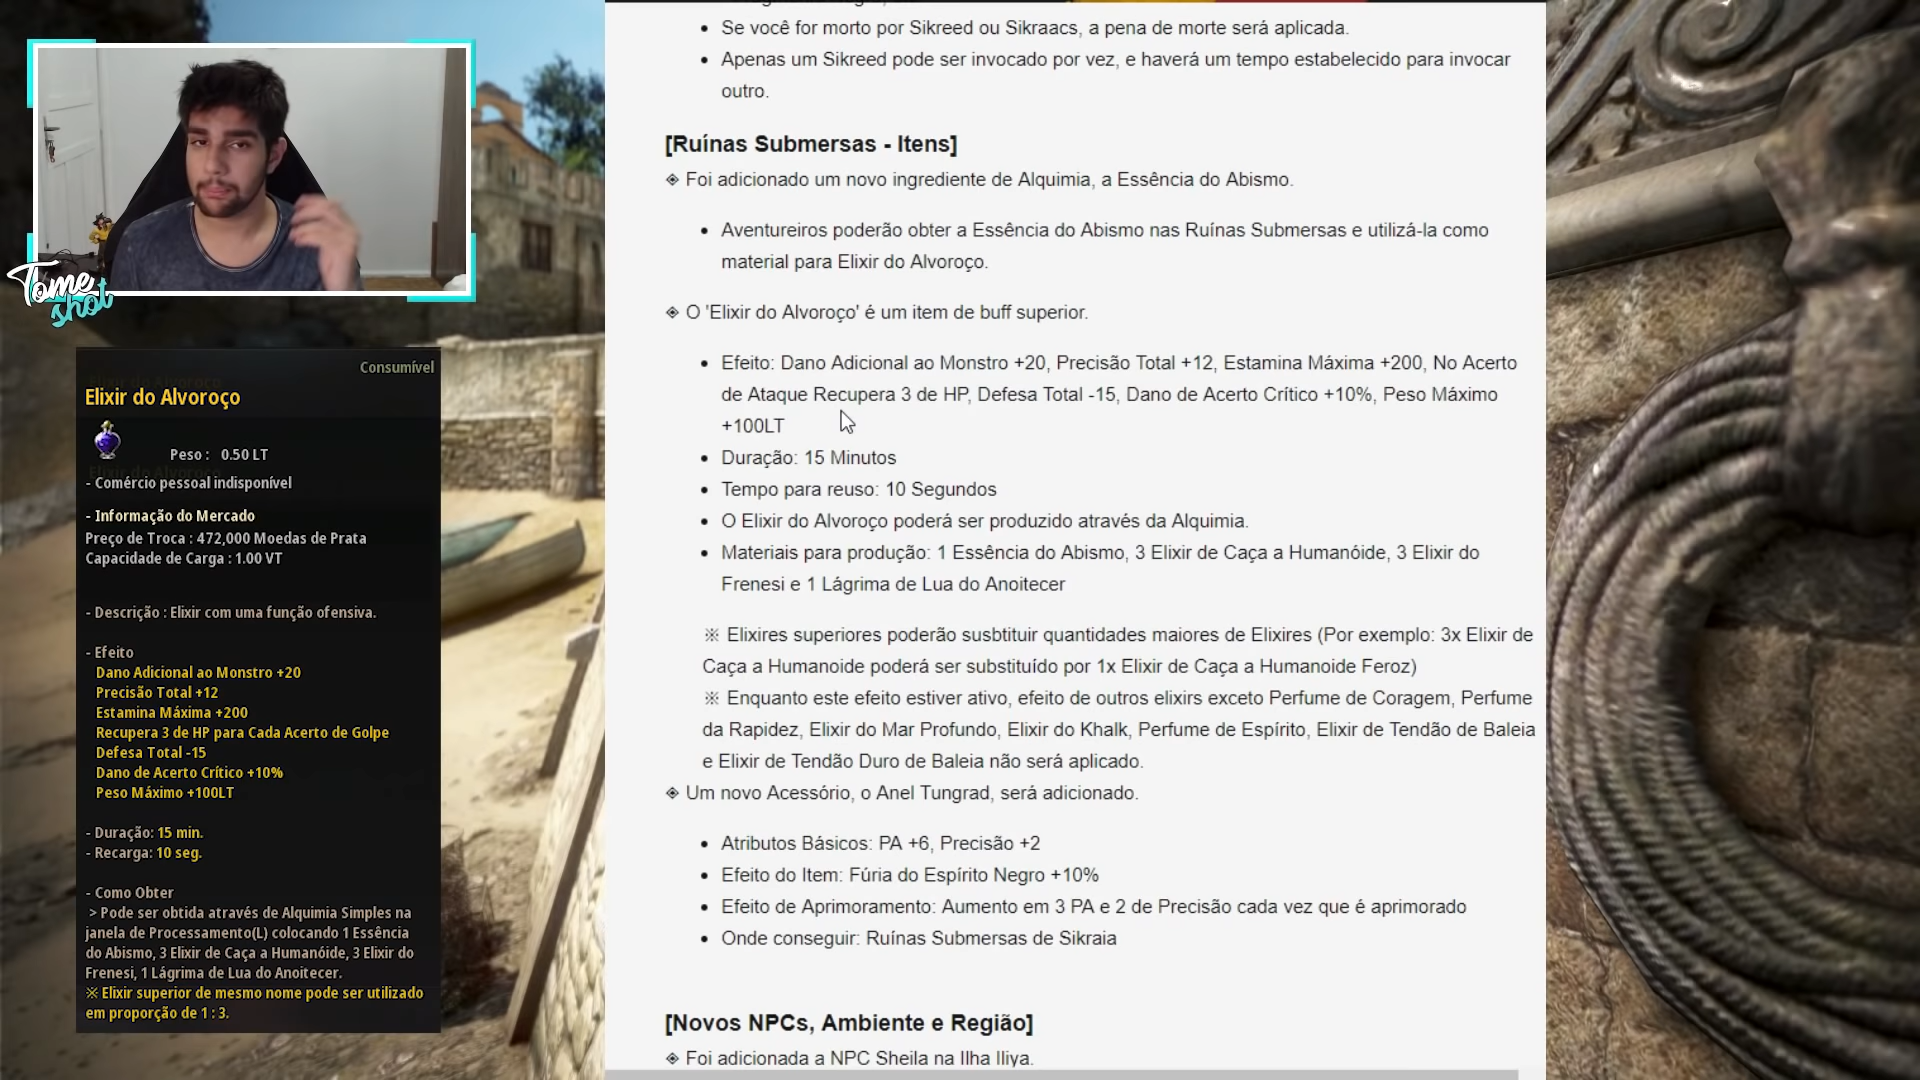 Se você for morto por Sikreed ou Sikraacs, a pena de morte será aplicada.
Apenas um Sikreed pode ser invocado por vez, e haverá um tempo estabelecido para invocar
outro.
[Ruínas Submersas - Itens]
◈ Foi adicionado um novo ingrediente de Alquimia, a Essência do Abismo.
Aventureiros poderão obter a Essência do Abismo nas Ruínas Submersas e utilizá-la como
material para Elixir do Alvoroço.
◈ O 'Elixir do Alvoroço' é um item de buff superior.
Efeito: Dano Adicional ao Monstro +20, Precisão Total +12, Estamina Máxima +200, No Acerto
de Ataque Recupera 3 de HP, Defesa Total -15, Dano de Acerto Crítico +10%, Peso Máximo
+100LT
Duração: 15 Minutos
Tempo para reuso: 10 Segundos
O Elixir do Alvoroço poderá ser produzido através da Alquimia.
Materiais para produção: 1 Essência do Abismo, 3 Elixir de Caça a Humanóide, 3 Elixir do
Frenesi e 1 Lágrima de Lua do Anoitecer
※ Elixires superiores poderão susbtituir quantidades maiores de Elixires (Por exemplo: 3x Elixir de
Caça a Humanoide poderá ser substituído por 1x Elixir de Caça a Humanoide Feroz)
※ Enquanto este efeito estiver ativo, efeito de outros elixirs exceto Perfume de Coragem, Perfume
da Rapidez, Elixir do Mar Profundo, Elixir do Khalk, Perfume de Espírito, Elixir de Tendão de Baleia
e Elixir de Tendão Duro de Baleia não será aplicado.
◈ Um novo Acessório, o Anel Tungrad, será adicionado.
Atributos Básicos: PA +6, Precisão +2
Efeito do Item: Fúria do Espírito Negro +10%
Efeito de Aprimoramento: Aumento em 3 PA e 2 de Precisão cada vez que é aprimorado
Onde conseguir: Ruínas Submersas de Sikraia
[Novos NPCs, Ambiente e Região]
◈ Foi adicionada a NPC Sheila na Ilha Iliya.
Tome
shot
Consumível
Elixir do Alvoroço
Peso : 0.50 LT
- Comércio pessoal indisponível
- Informação do Mercado
Preço de Troca : 472,000 Moedas de Prata
Capacidade de Carga : 1.00 VT
- Descrição : Elixir com uma função ofensiva.
- Efeito
Dano Adicional ao Monstro +20
Precisão Total +12
Estamina Máxima +200
Recupera 3 de HP para Cada Acerto de Golpe
Defesa Total -15
Dano de Acerto Crítico +10%
Peso Máximo +100LT
- Duração: 15 min.
- Recarga: 10 seg.
- Como Obter
> Pode ser obtida através de Alquimia Simples na
janela de Processamento(L) colocando 1 Essência
do Abismo, 3 Elixir de Caça a Humanóide, 3 Elixir do
Frenesi, 1 Lágrima de Lua do Anoitecer.
※ Elixir superior de mesmo nome pode ser utilizado
em proporção de 1 : 3.